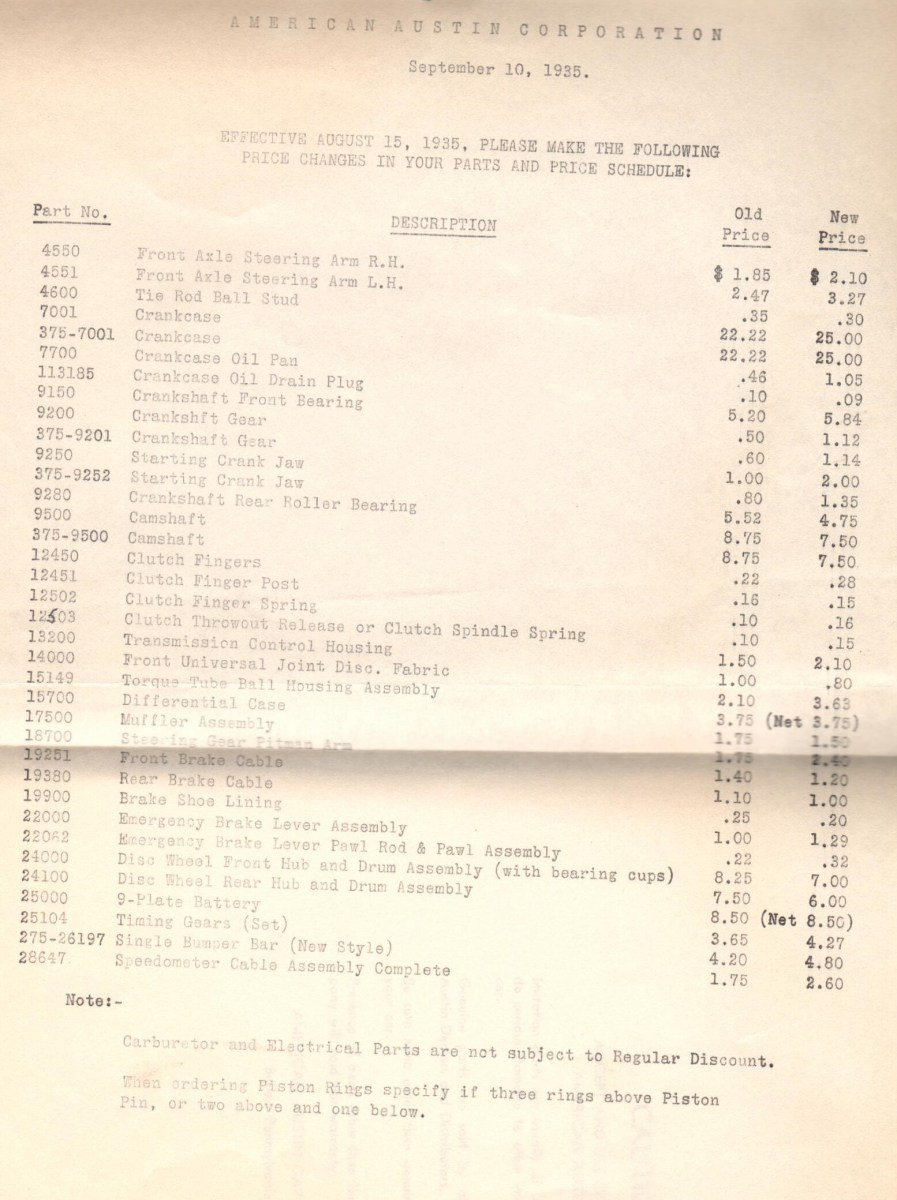 AMERICAN AUSTIN CORPORATION
September 10, 1935.
EFFECTIVE AUGUST 15, 1935, PLEASE MAKE THE FOLLOWING
PRICE CHANGES IN YOUR PARTS AND PRICE SCHEDULE:
Part No. DESCRIPTION Old Price New Price
4550 Front Axle Steering Arm R.H. $ 1.85 $ 2.10
4551 Front Axle Steering Arm L.H. 2.47 3.27
4600 Tie Rod Ball Stud .35 .30
7001 Crankcase 22.22 25.00
375-7001 Crankcase 22.22 25.00
7700 Crankcase Oil Pan .46 1.05
113185 Crankcase Oil Drain Plug .10 .09
9150 Crankshaft Front Bearing 5.20 5.84
9200 Crankshft Gear .50 1.12
375-9201 Crankshaft Gear .60 1.14
9250 Starting Crank Jaw 1.00 2.00
375-9252 Starting Crank Jaw .80 1.35
9280 Crankshaft Rear Roller Bearing 5.52 4.75
9500 Camshaft 8.75 7.50
375-9500 Camshaft 8.75 7.50
12450 Clutch Fingers .22 .28
12451 Clutch Finger Post .16 .15
12502 Clutch Finger Spring .10 .16
12503 Clutch Throwout Release or Clutch Spindle Spring .10 .15
13200 Transmission Control Housing 1.50 2.10
14000 Front Universal Joint Disc. Fabric 1.00 .80
15149 Torque Tube Ball Housing Assembly 2.10 3.63
15700 Differential Case 3.75 (Net 3.75)
17500 Muffler Assembly 1.75 1.50
18700 Steering Gear Pitman Arm 1.75 2.40
19251 Front Brake Cable 1.40 1.20
19380 Rear Brake Cable 1.10 1.00
19900 Brake Shoe Lining .25 .20
22000 Emergency Brake Lever Assembly 1.00 1.29
22062 Emergency Brake Lever Pawl Rod & Pawl Assembly .22 .32
24000 Disc Wheel Front Hub and Drum Assembly (with bearing cups) 8.25 7.00
24100 Disc Wheel Rear Hub and Drum Assembly 7.50 6.00
25000 9-Plate Battery 8.50 (Net 8.50)
25104 Timing Gears (Set) 3.65 4.27
275-26197 Single Bumper Bar (New Style) 4.20 4.80
28647 Speedometer Cable Assembly Complete 1.75 2.60
Note:-
Carburetor and Electrical Parts are not subject to Regular Discount.
When ordering Piston Rings specify if three rings above Piston
Pin, or two above and one below.